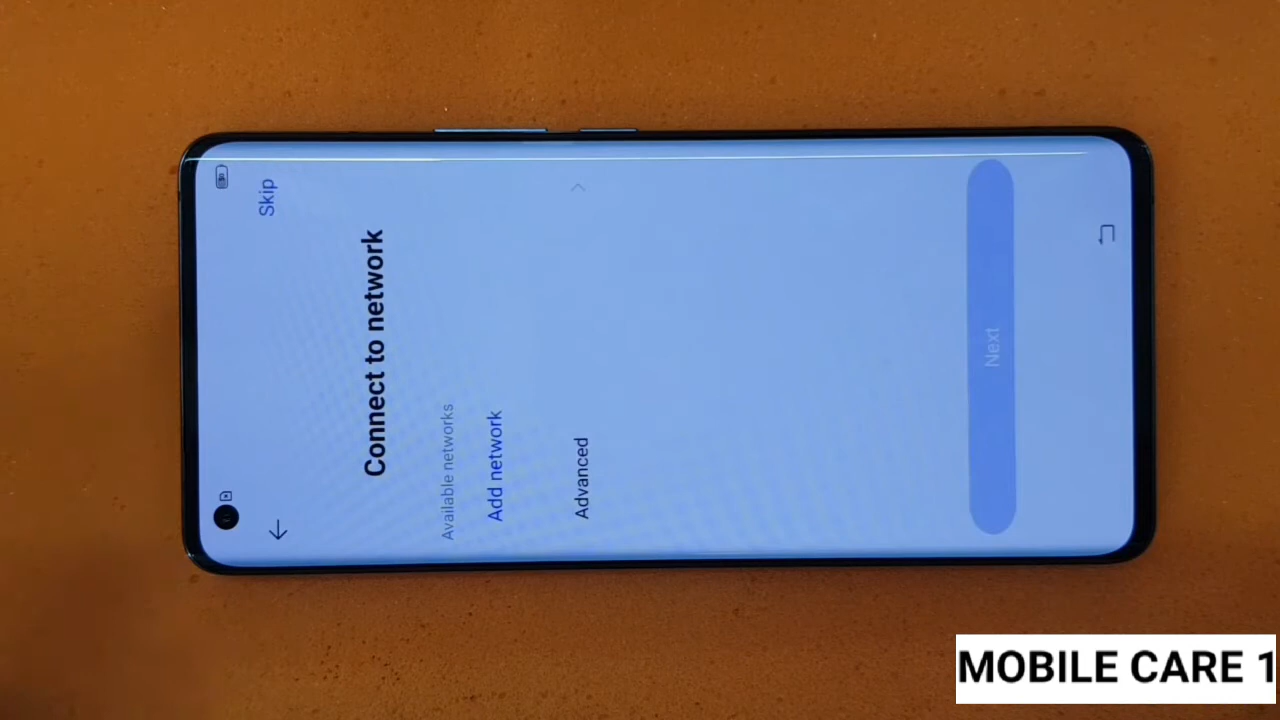 Skip
Connect to network
Available networks
Add network
Advanced
Next
MOBILE CARE 1